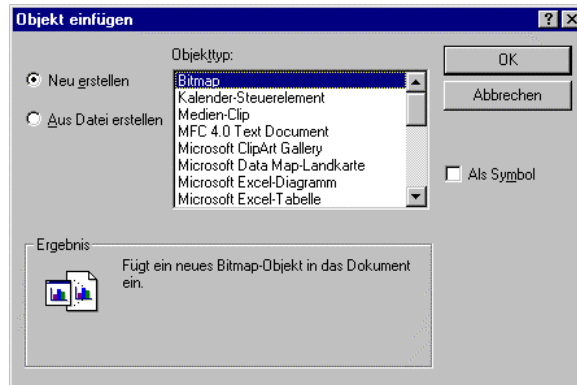 Objekt einfügen
Objekttyp:
Neu erstellen
Aus Datei erstellen
Bitmap
Kalender-Steuerelement
Medien-Clip
MFC 4.0 Text Document
Microsoft ClipArt Gallery
Microsoft Data Map-Landkarte
Microsoft Excel-Diagramm
Microsoft Excel-Tabelle
OK
Abbrechen
Als Symbol
Ergebnis
Fügt ein neues Bitmap-Objekt in das Dokument
ein.